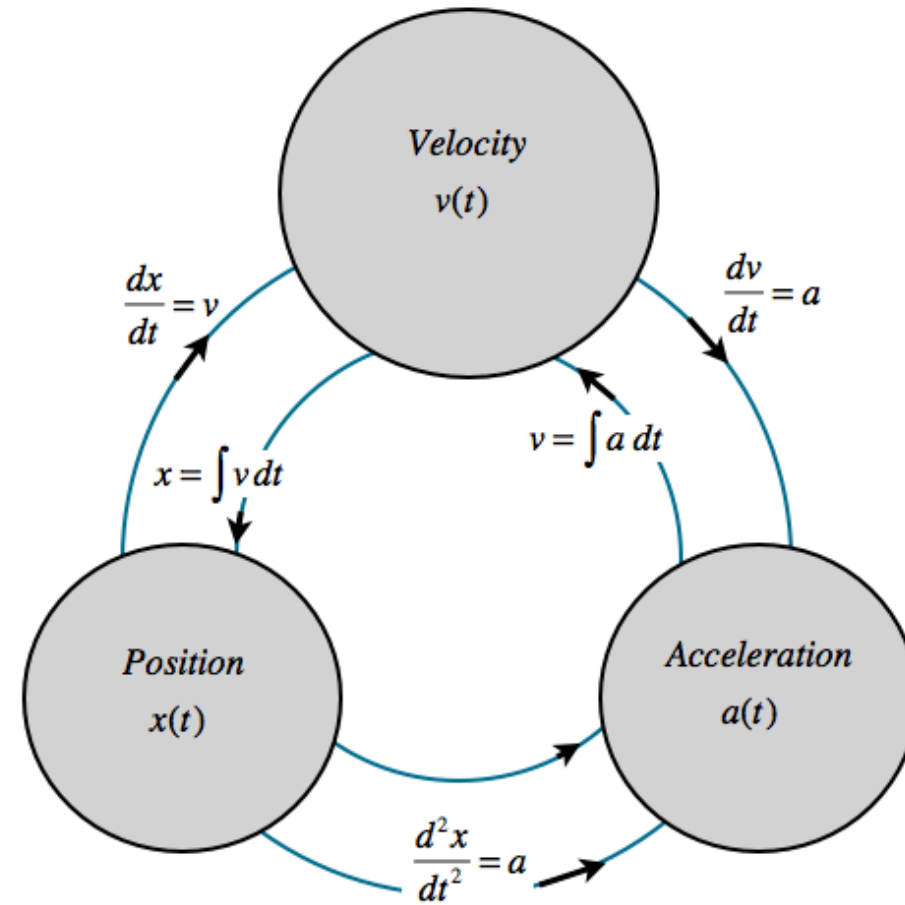 Velocity
v(t)
dx/dt = v
dv/dt = a
x = ∫ v dt
v = ∫ a dt
Position
x(t)
Acceleration
a(t)
d²x/dt² = a